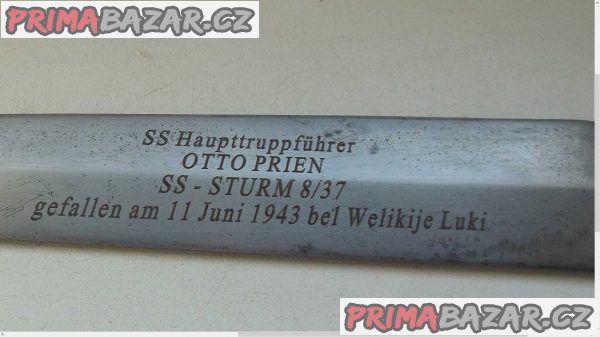 PRIMABAZAR.CZ
SS Haupttruppführer
OTTO PRIEN
SS - STURM 8/37
gefallen am 11 Juni 1943 bel Welikije Luki
PRIMABAZAR.CZ